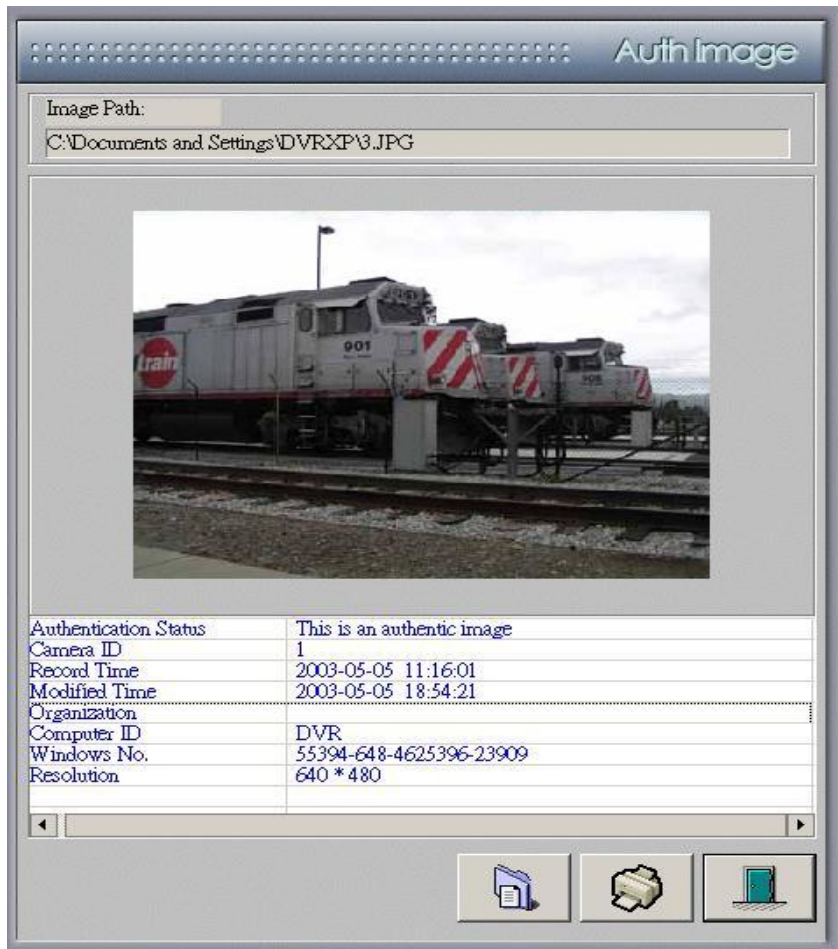 Auth Image
Image Path:
C:\Documents and Settings\DVRXP\3.JPG
901
train
Authentication Status This is an authentic image
Camera ID 1
Record Time 2003-05-05 11:16:01
Modified Time 2003-05-05 18:54:21
Organization
Computer ID DVR
Windows No. 55394-648-4625396-23909
Resolution 640 * 480